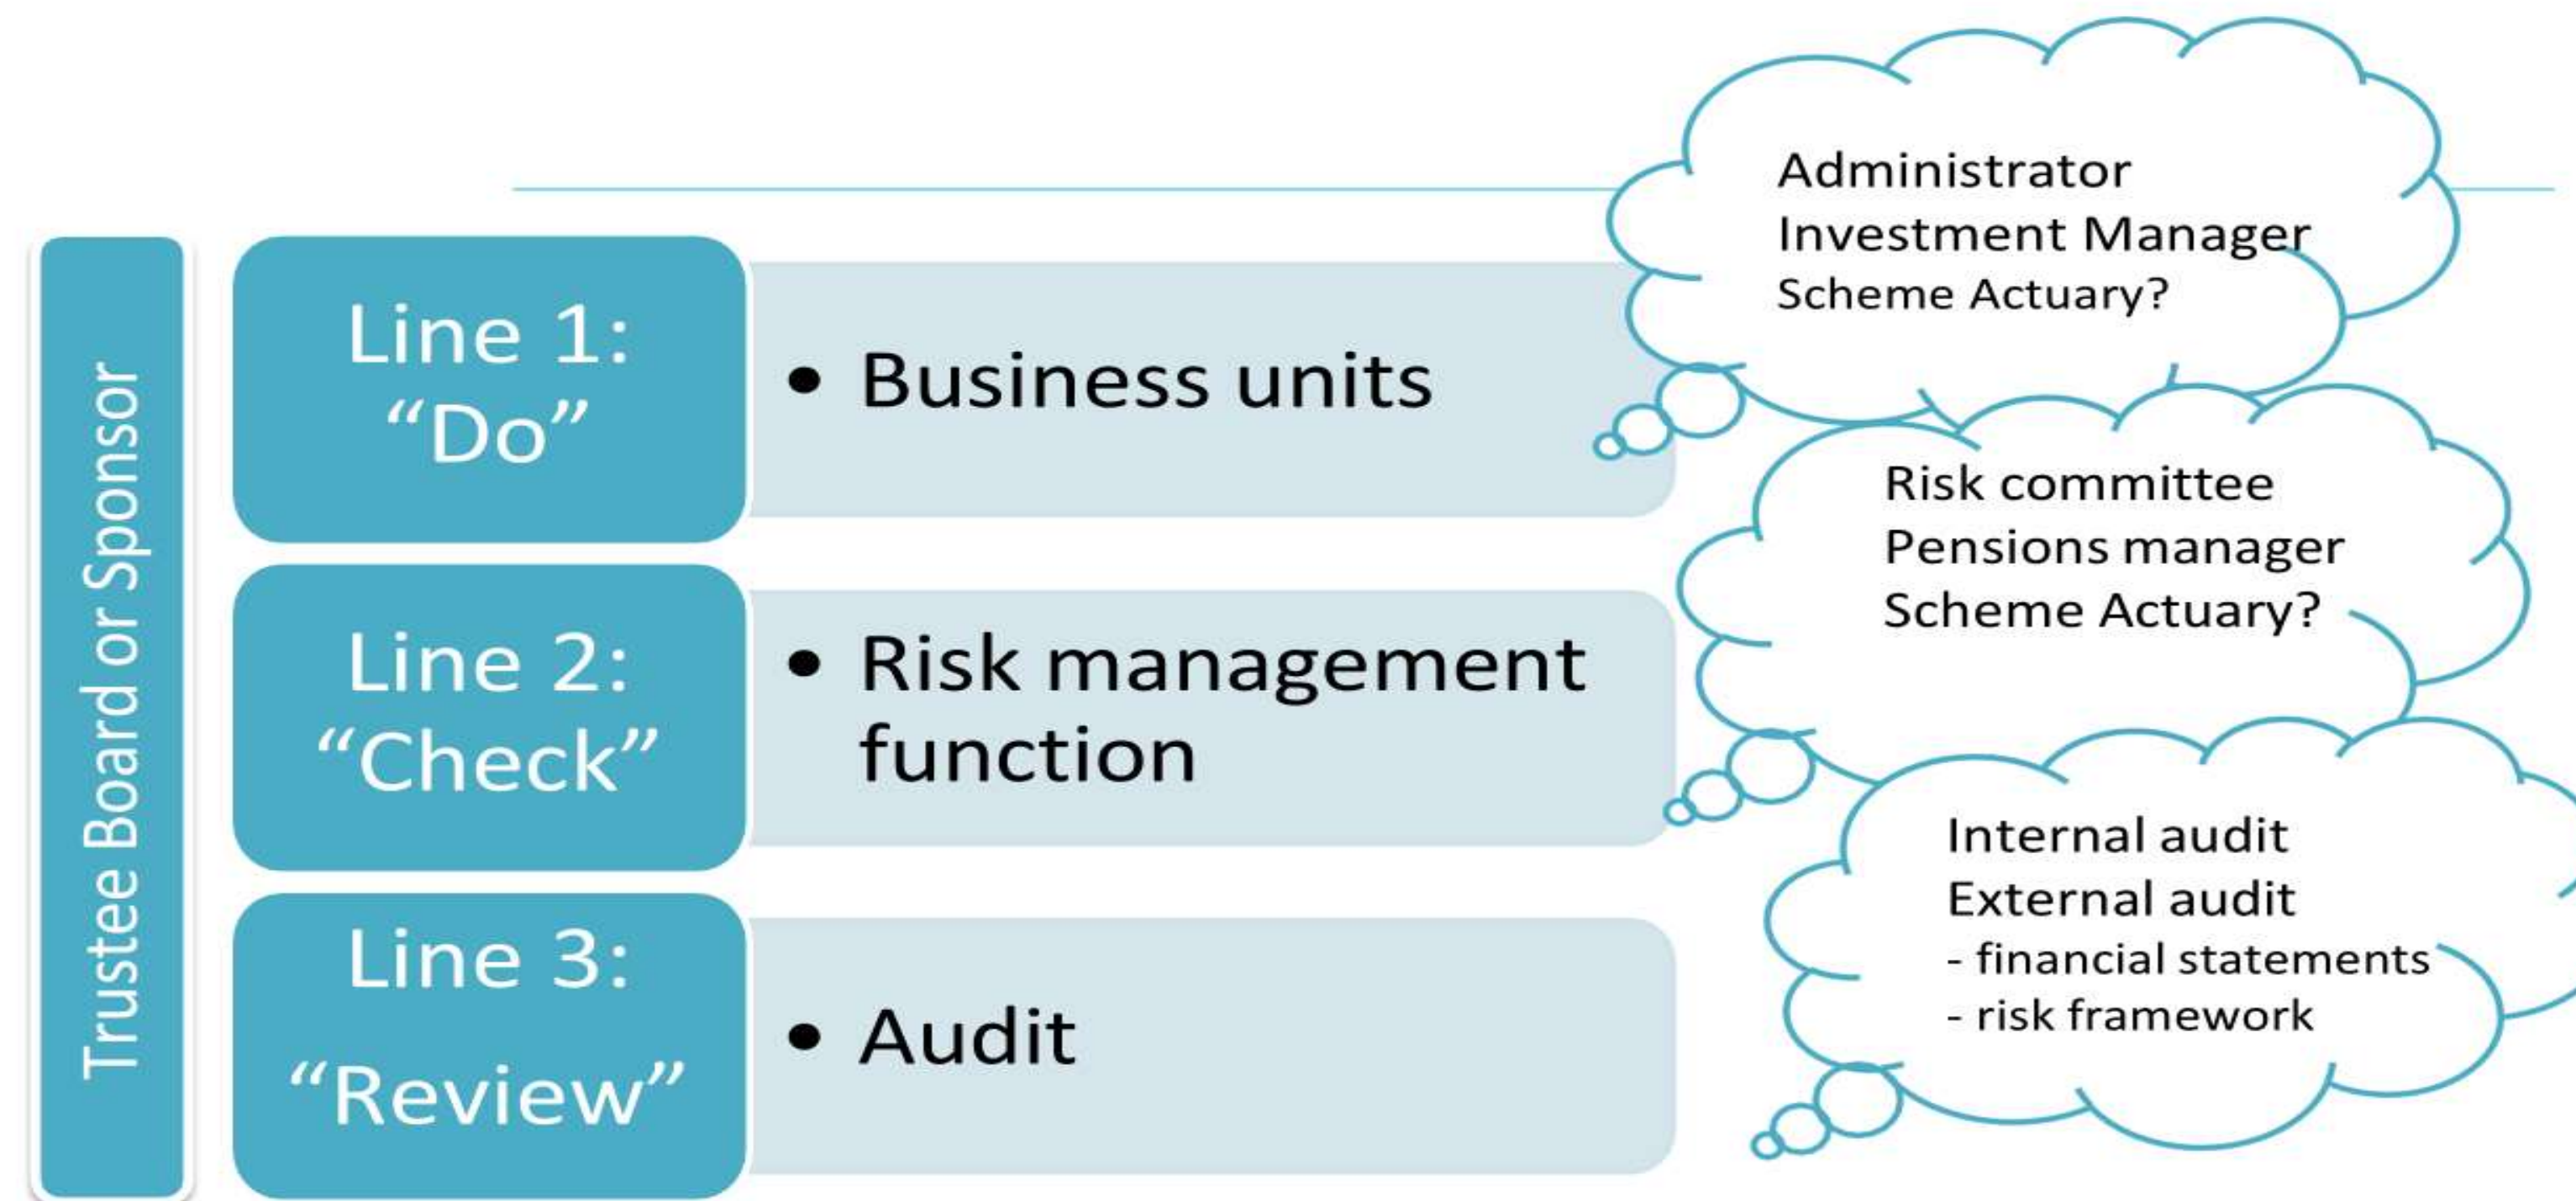 Trustee Board or Sponsor
Line 1:
“Do”
• Business units
Administrator
Investment Manager
Scheme Actuary?
Line 2:
“Check”
• Risk management
function
Risk committee
Pensions manager
Scheme Actuary?
Line 3:
“Review”
• Audit
Internal audit
External audit
- financial statements
- risk framework